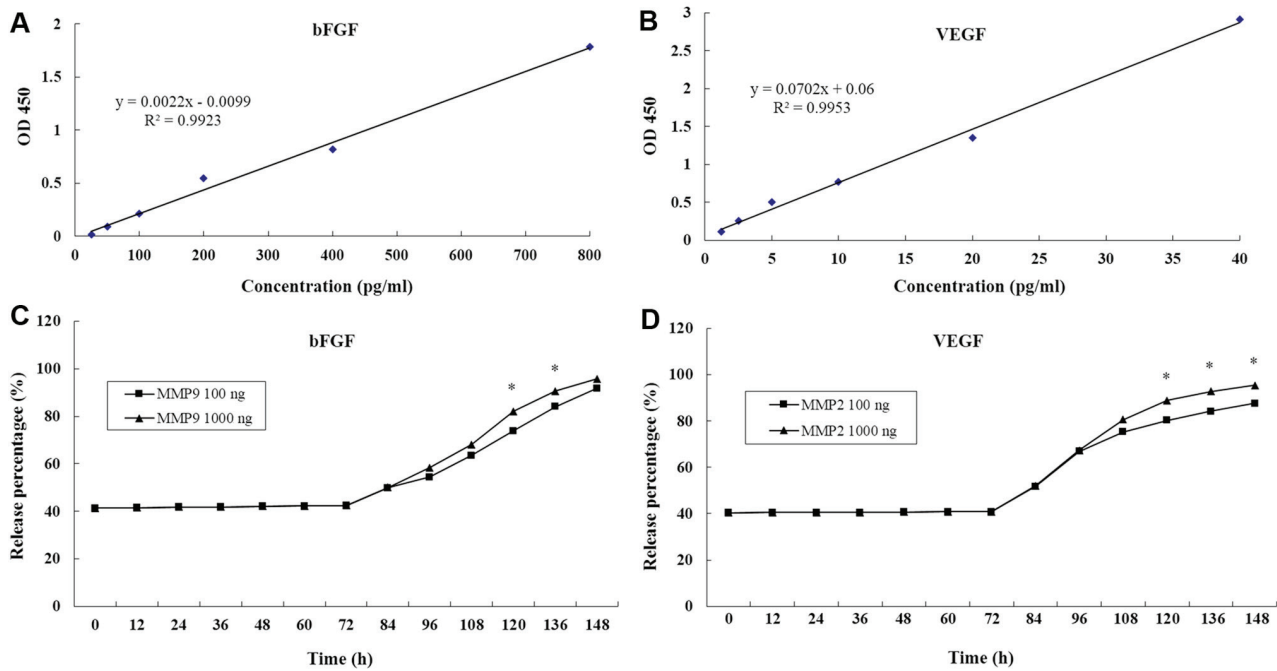 A
bFGF
2
1.5
1
0.5
0
OD 450
y = 0.0022x - 0.0099
R² = 0.9923
0 100 200 300 400 500 600 700 800
Concentration (pg/ml)
B
VEGF
3
2.5
2
1.5
1
0.5
0
OD 450
y = 0.0702x + 0.06
R² = 0.9953
0 5 10 15 20 25 30 35 40
Concentration (pg/ml)
C
bFGF
120
100
80
60
40
20
0
Release percentagee (%)
MMP9 100 ng
MMP9 1000 ng
* *
0 12 24 36 48 60 72 84 96 108 120 136 148
Time (h)
D
VEGF
120
100
80
60
40
20
0
Release percentagee (%)
MMP2 100 ng
MMP2 1000 ng
* * *
0 12 24 36 48 60 72 84 96 108 120 136 148
Time (h)